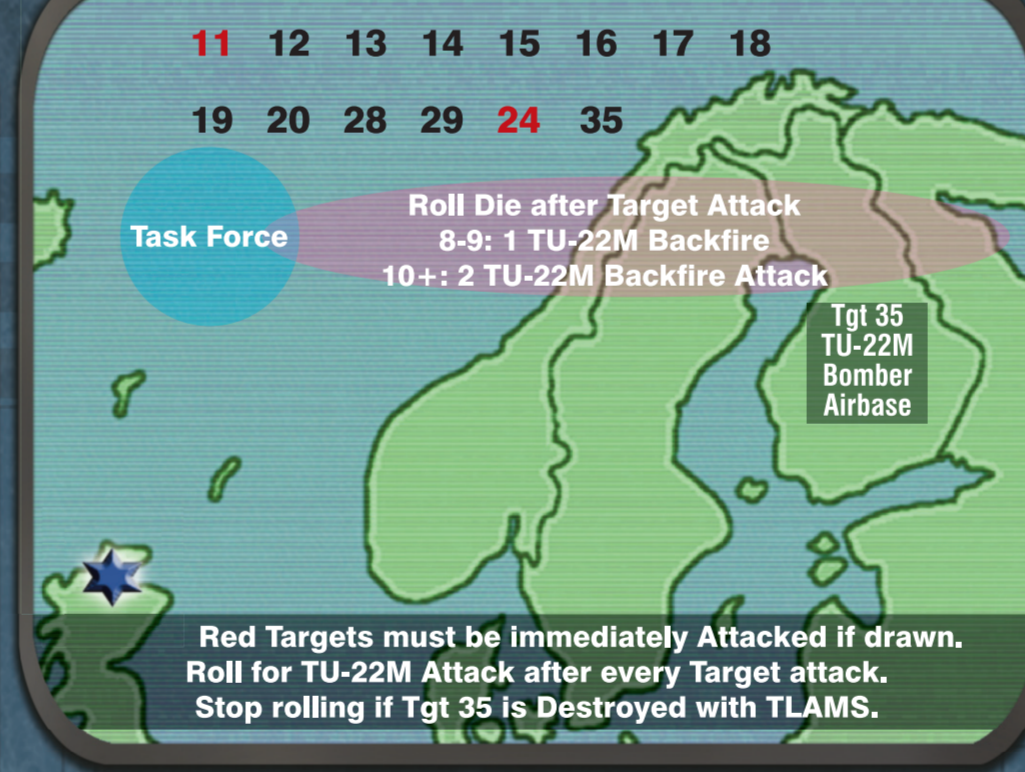 11 12 13 14 15 16 17 18
19 20 28 29 24 35
Task Force
Roll Die after Target Attack
8-9: 1 TU-22M Backfire
10+: 2 TU-22M Backfire Attack
Tgt 35
TU-22M
Bomber
Airbase
Red Targets must be immediately Attacked if drawn.
Roll for TU-22M Attack after every Target attack.
Stop rolling if Tgt 35 is Destroyed with TLAMS.